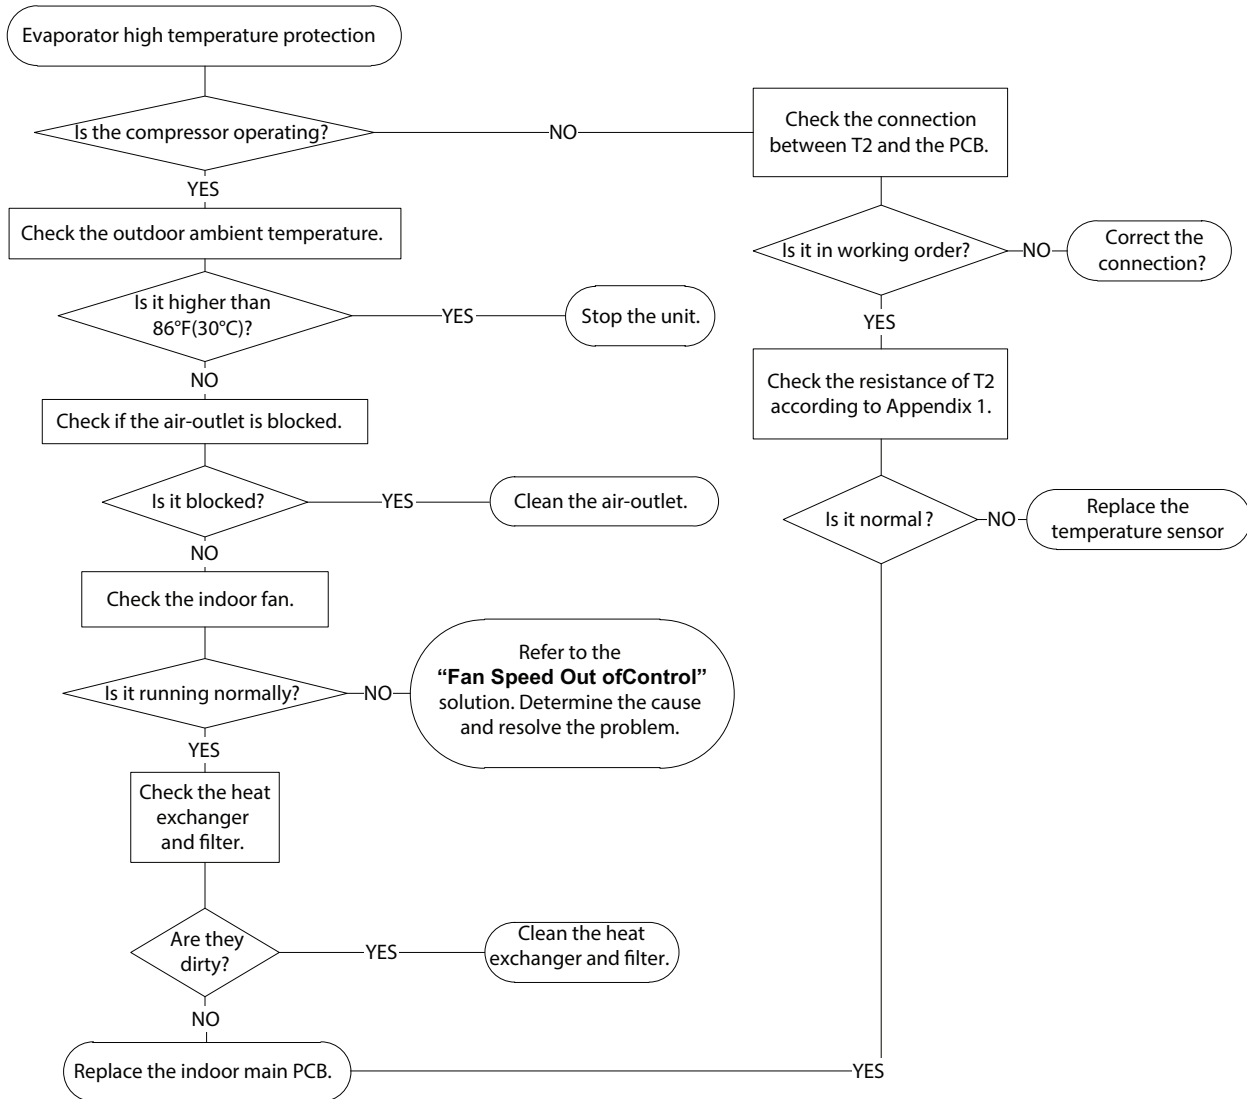 Evaporator high temperature protection
Is the compressor operating?
NO
Check the connection
between T2 and the PCB.
YES
Check the outdoor ambient temperature.
Is it in working order?
NO
Correct the
connection?
Is it higher than
86°F(30°C)?
YES
Stop the unit.
YES
NO
Check the resistance of T2
according to Appendix 1.
Check if the air-outlet is blocked.
Is it blocked?
YES
Clean the air-outlet.
Is it normal?
NO
Replace the
temperature sensor
NO
Check the indoor fan.
Is it running normally?
NO
Refer to the
“Fan Speed Out ofControl”
solution. Determine the cause
and resolve the problem.
YES
Check the heat
exchanger
and filter.
Are they
dirty?
YES
Clean the heat
exchanger and filter.
NO
Replace the indoor main PCB.
YES